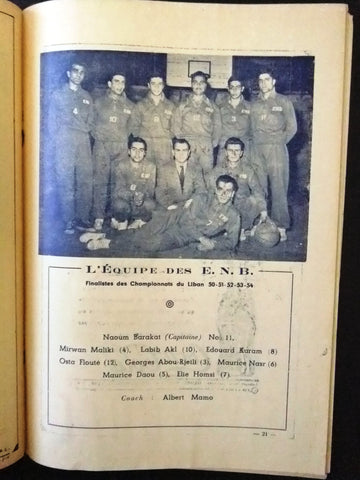 L'ÉQUIPE DES E.N.B.
Finalistes des Championnats du Liban 50-51-52-53-54
Naoum Barakat (Capitaine) No. 11,
Mirwan Maliki (4), Labib Akl (10), Edouard Karam (8)
Osta Flouté (12), Georges Abou-Rjeili (3), Maurice Nasr (6)
Maurice Daou (5), Elie Homsi (7)
Coach : Albert Mamo
— 21 —